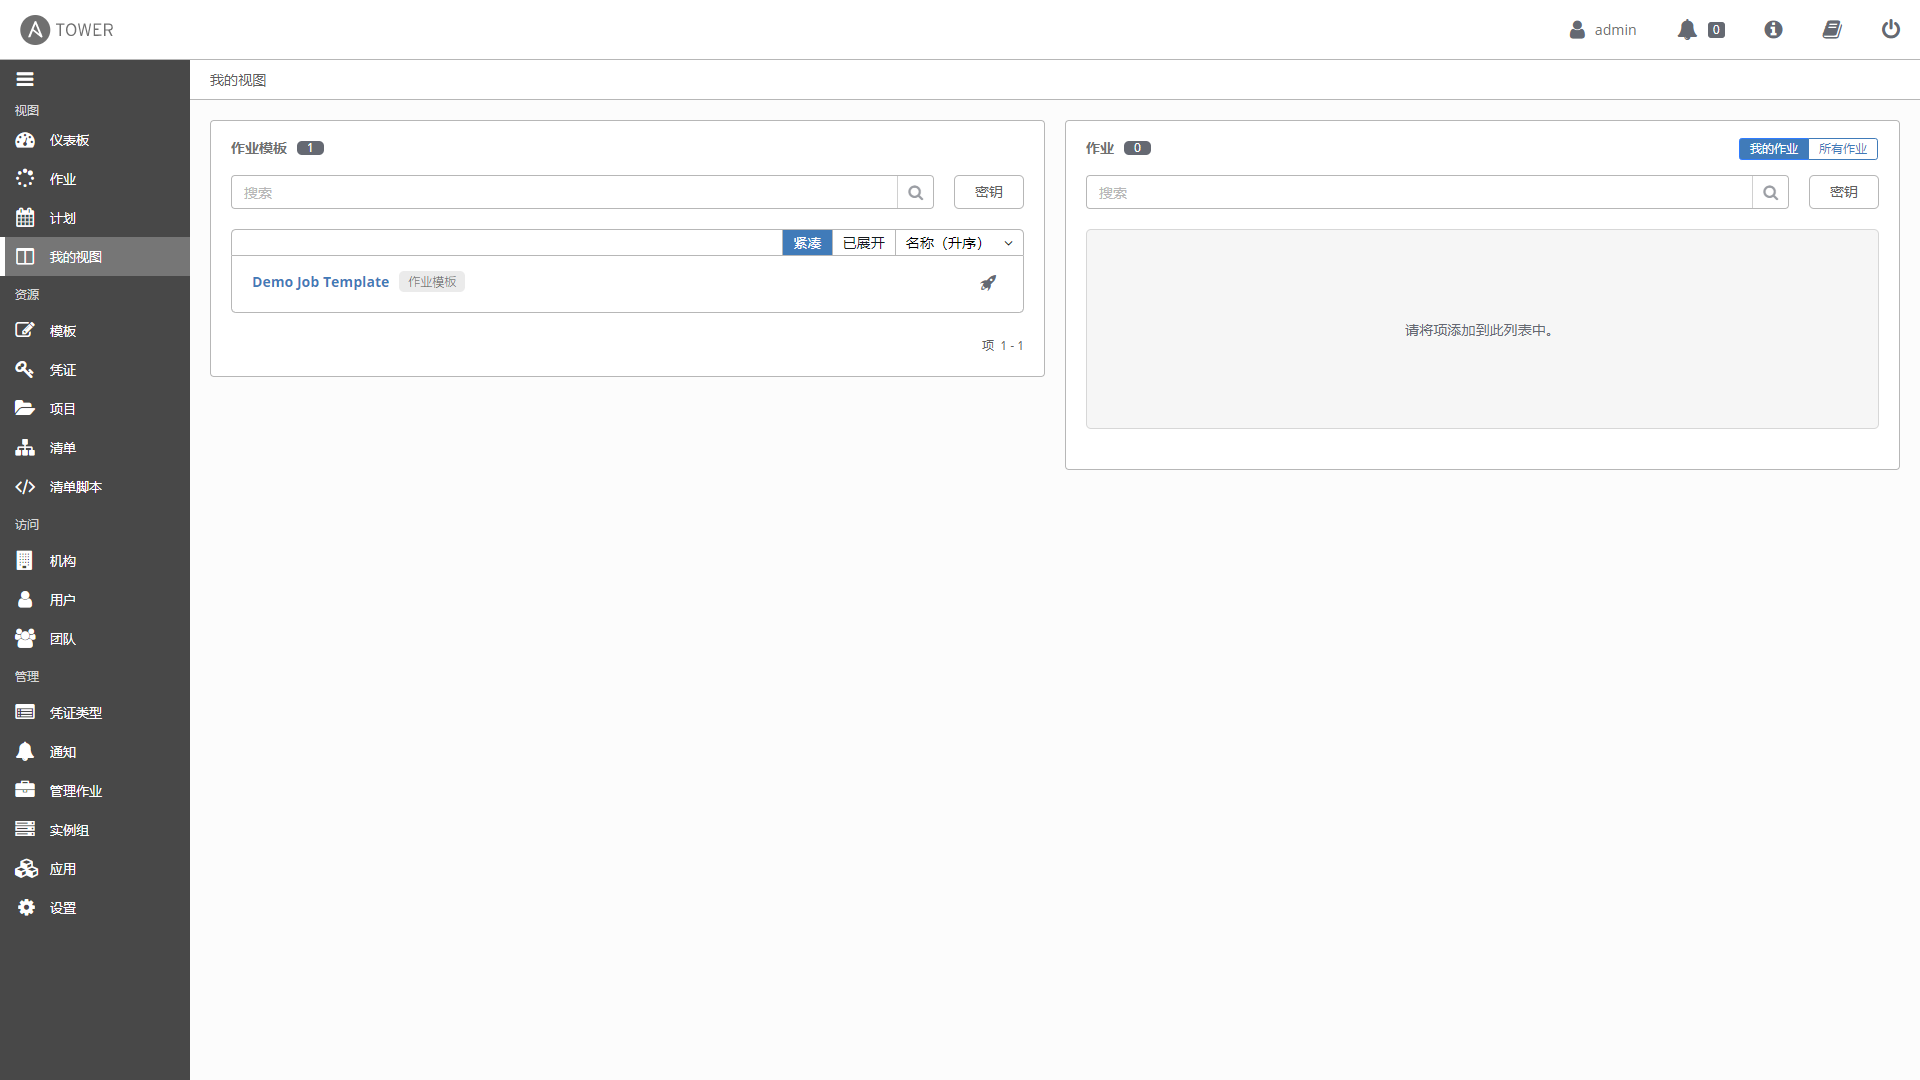 TOWER
admin
0
视图
仪表板
作业
计划
我的视图
资源
模板
凭证
项目
清单
清单脚本
访问
机构
用户
团队
管理
凭证类型
通知
管理作业
实例组
应用
设置
我的视图
作业模板 1
搜索
密钥
紧凑 已展开 名称（升序）
Demo Job Template 作业模板
项 1 - 1
作业 0
我的作业 所有作业
搜索
密钥
请将项添加到此列表中。